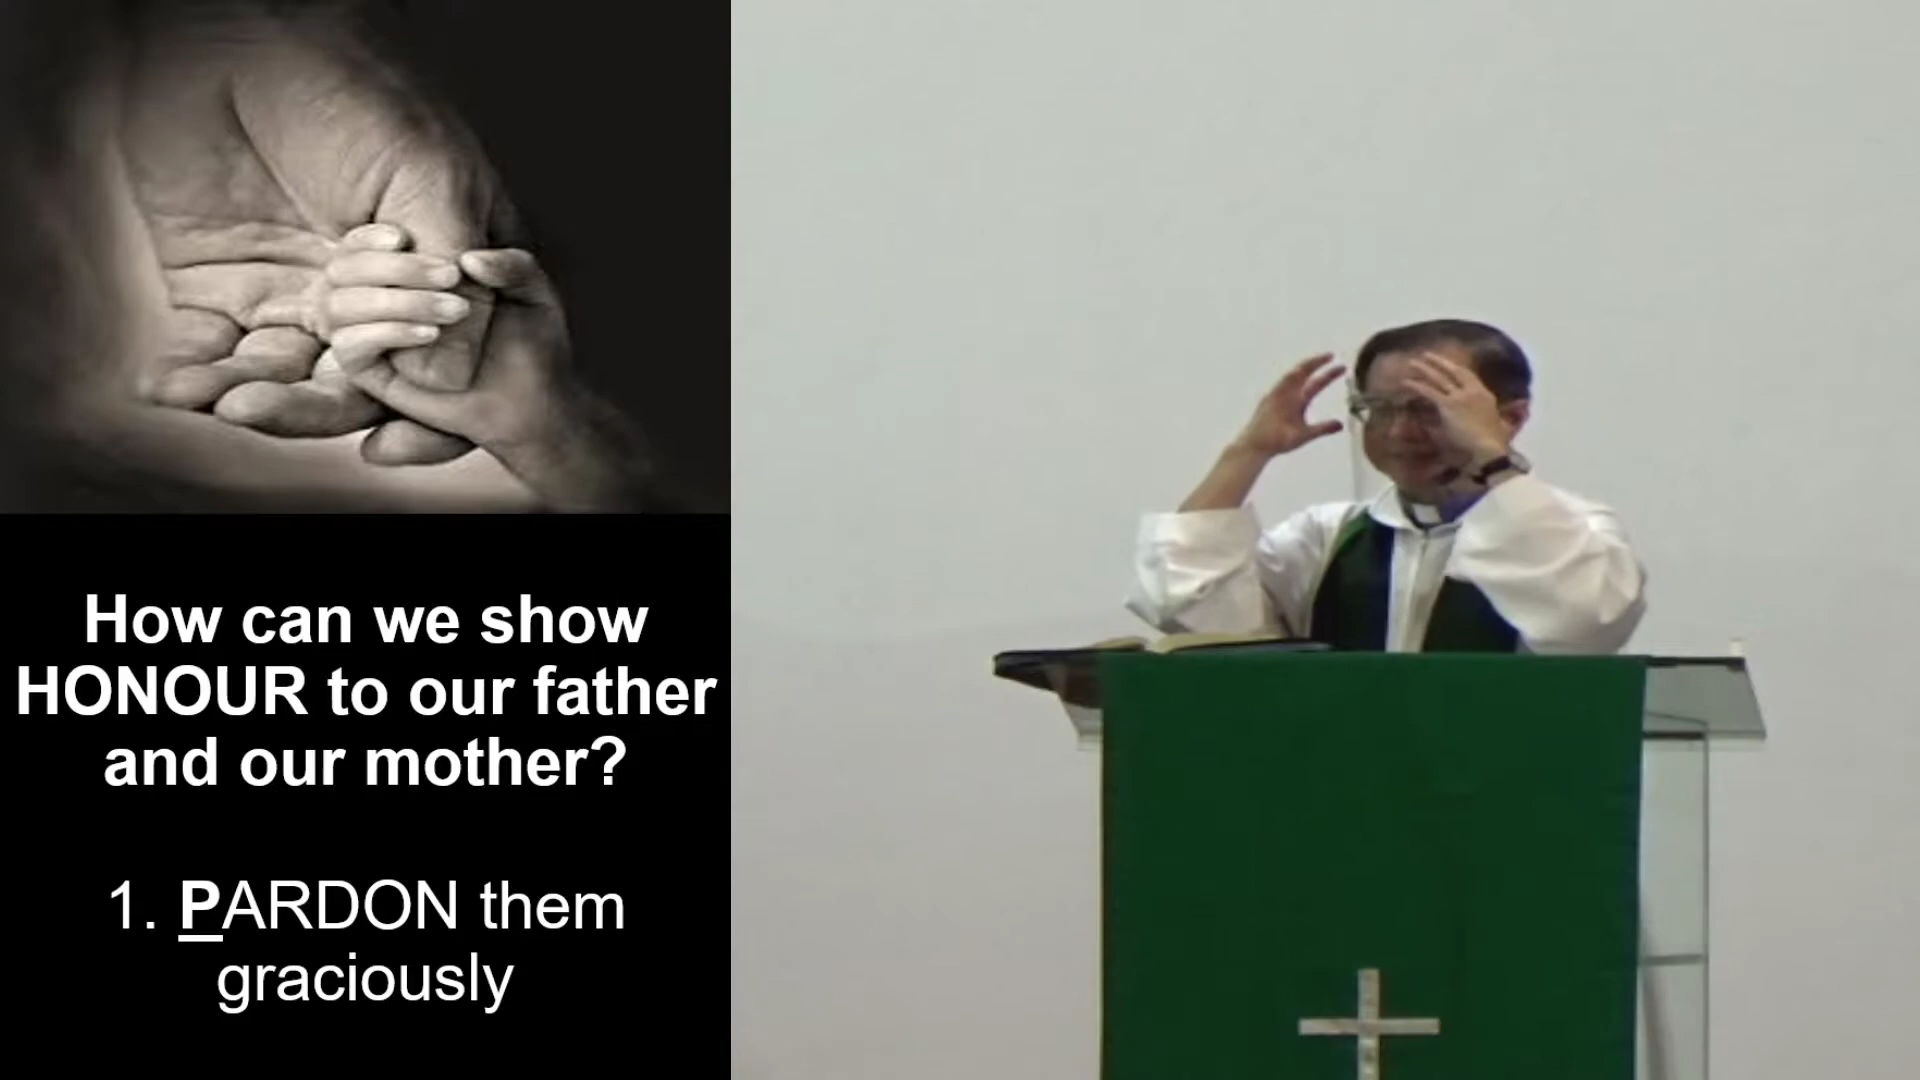 How can we show
HONOUR to our father
and our mother?
1. PARDON them
graciously